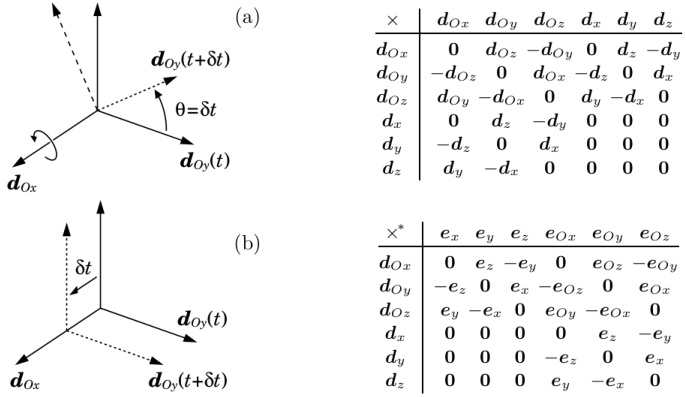 (a)
d_Oy(t+δt)
θ=δt
d_Oy(t)
d_Ox
× d_Ox d_Oy d_Oz d_x d_y d_z
d_Ox 0 d_Oz −d_Oy 0 d_z −d_y
d_Oy −d_Oz 0 d_Ox −d_z 0 d_x
d_Oz d_Oy −d_Ox 0 d_y −d_x 0
d_x 0 d_z −d_y 0 0 0
d_y −d_z 0 d_x 0 0 0
d_z d_y −d_x 0 0 0 0
(b)
δt
d_Oy(t)
d_Ox
d_Oy(t+δt)
×* e_x e_y e_z e_Ox e_Oy e_Oz
d_Ox 0 e_z −e_y 0 e_Oz −e_Oy
d_Oy −e_z 0 e_x −e_Oz 0 e_Ox
d_Oz e_y −e_x 0 e_Oy −e_Ox 0
d_x 0 0 0 0 e_z −e_y
d_y 0 0 0 −e_z 0 e_x
d_z 0 0 0 e_y −e_x 0